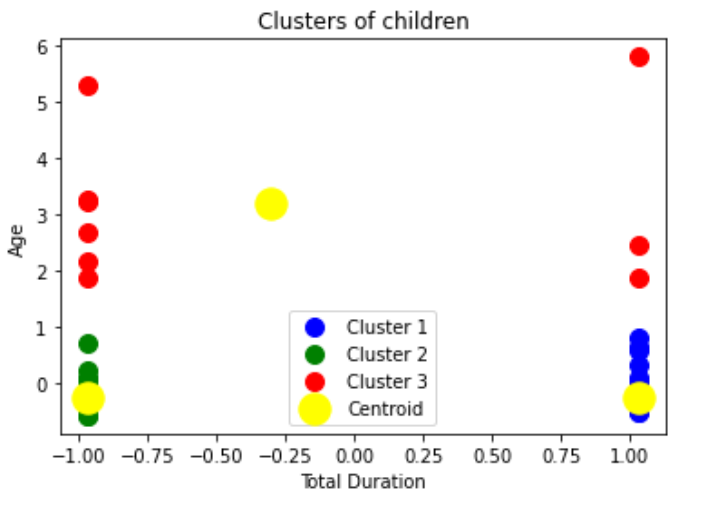 Clusters of children
6
5
4
3
2
1
0
Age
Cluster 1
Cluster 2
Cluster 3
Centroid
−1.00 −0.75 −0.50 −0.25 0.00 0.25 0.50 0.75 1.00
Total Duration